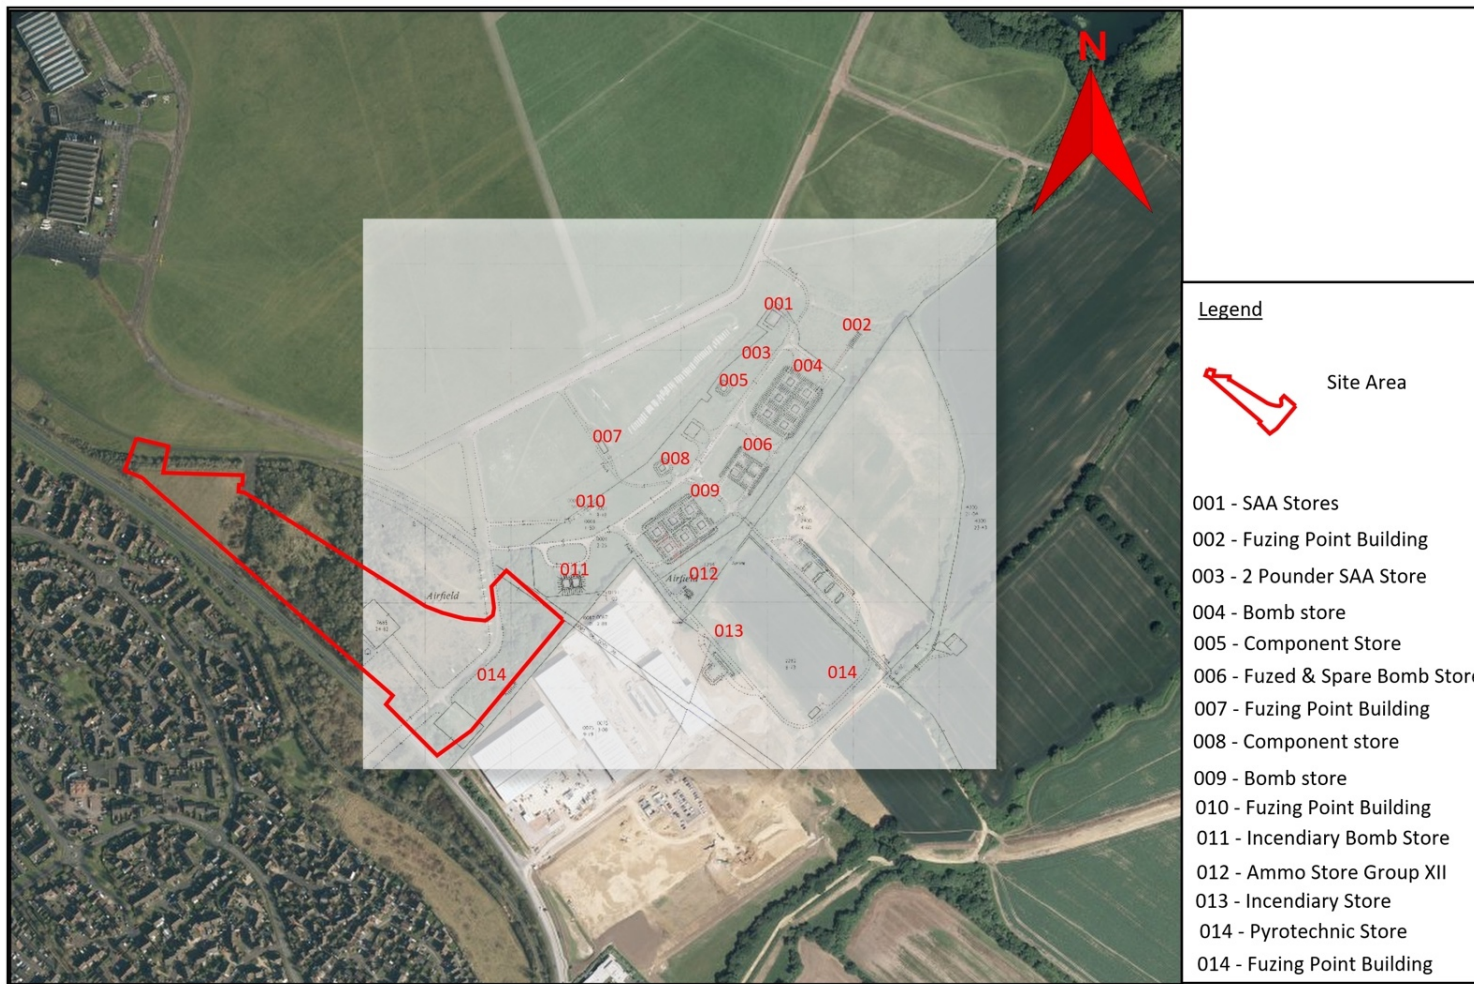 N
001
002
003
004
005
006
007
008
009
010
011
012
Airfield
Airfield
013
014
014
Legend
Site Area
001 - SAA Stores
002 - Fuzing Point Building
003 - 2 Pounder SAA Store
004 - Bomb store
005 - Component Store
006 - Fuzed & Spare Bomb Store
007 - Fuzing Point Building
008 - Component store
009 - Bomb store
010 - Fuzing Point Building
011 - Incendiary Bomb Store
012 - Ammo Store Group XII
013 - Incendiary Store
014 - Pyrotechnic Store
014 - Fuzing Point Building